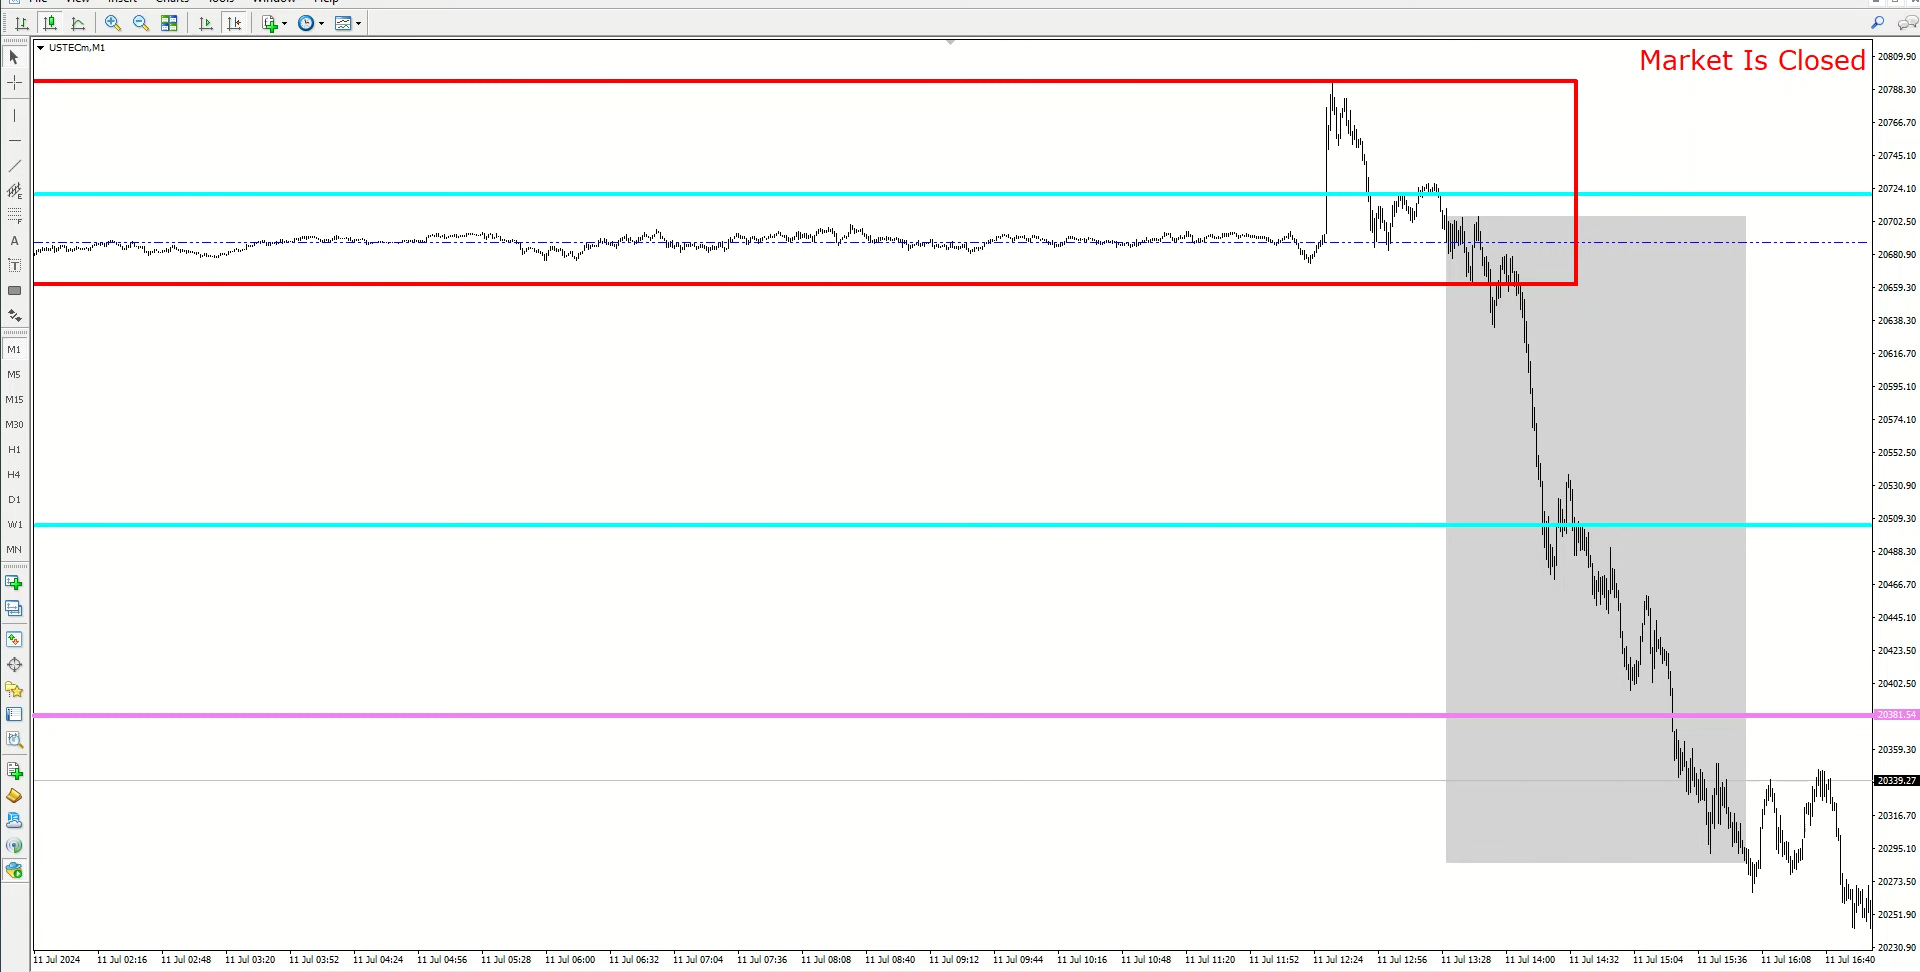 File View Insert Charts Tools Window Help
USTECm,M1
Market Is Closed
20809.90
20788.30
20766.70
20745.10
20724.10
20702.50
20680.90
20659.30
20638.30
20616.70
20595.10
20574.10
20552.50
20530.90
20509.30
20488.30
20466.70
20445.10
20423.50
20402.50
20381.54
20359.30
20339.27
20316.70
20295.10
20273.50
20251.90
20230.90
E
F
A
T
M1
M5
M15
M30
H1
H4
D1
W1
MN
11 Jul 2024 11 Jul 02:16 11 Jul 02:48 11 Jul 03:20 11 Jul 03:52 11 Jul 04:24 11 Jul 04:56 11 Jul 05:28 11 Jul 06:00 11 Jul 06:32 11 Jul 07:04 11 Jul 07:36 11 Jul 08:08 11 Jul 08:40 11 Jul 09:12 11 Jul 09:44 11 Jul 10:16 11 Jul 10:48 11 Jul 11:20 11 Jul 11:52 11 Jul 12:24 11 Jul 12:56 11 Jul 13:28 11 Jul 14:00 11 Jul 14:32 11 Jul 15:04 11 Jul 15:36 11 Jul 16:08 11 Jul 16:40